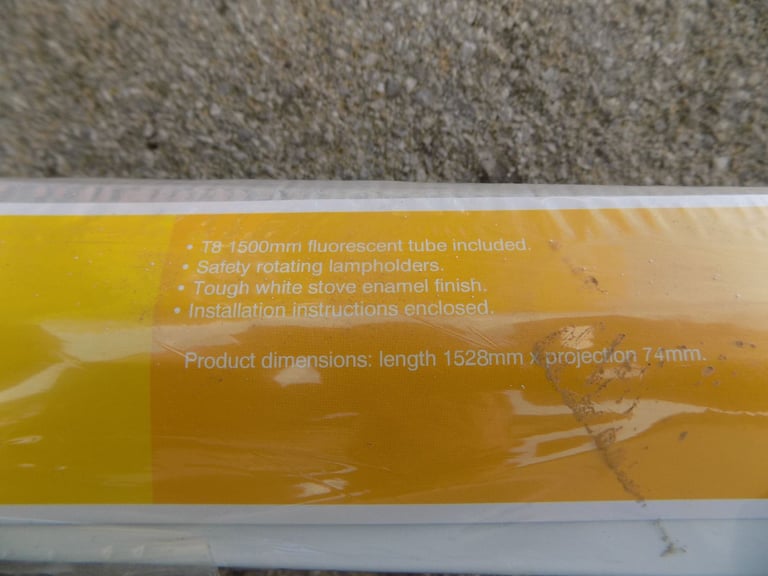 • T8 1500mm fluorescent tube included.
• Safety rotating lampholders.
• Tough white stove enamel finish.
• Installation instructions enclosed.
Product dimensions: length 1528mm x projection 74mm.